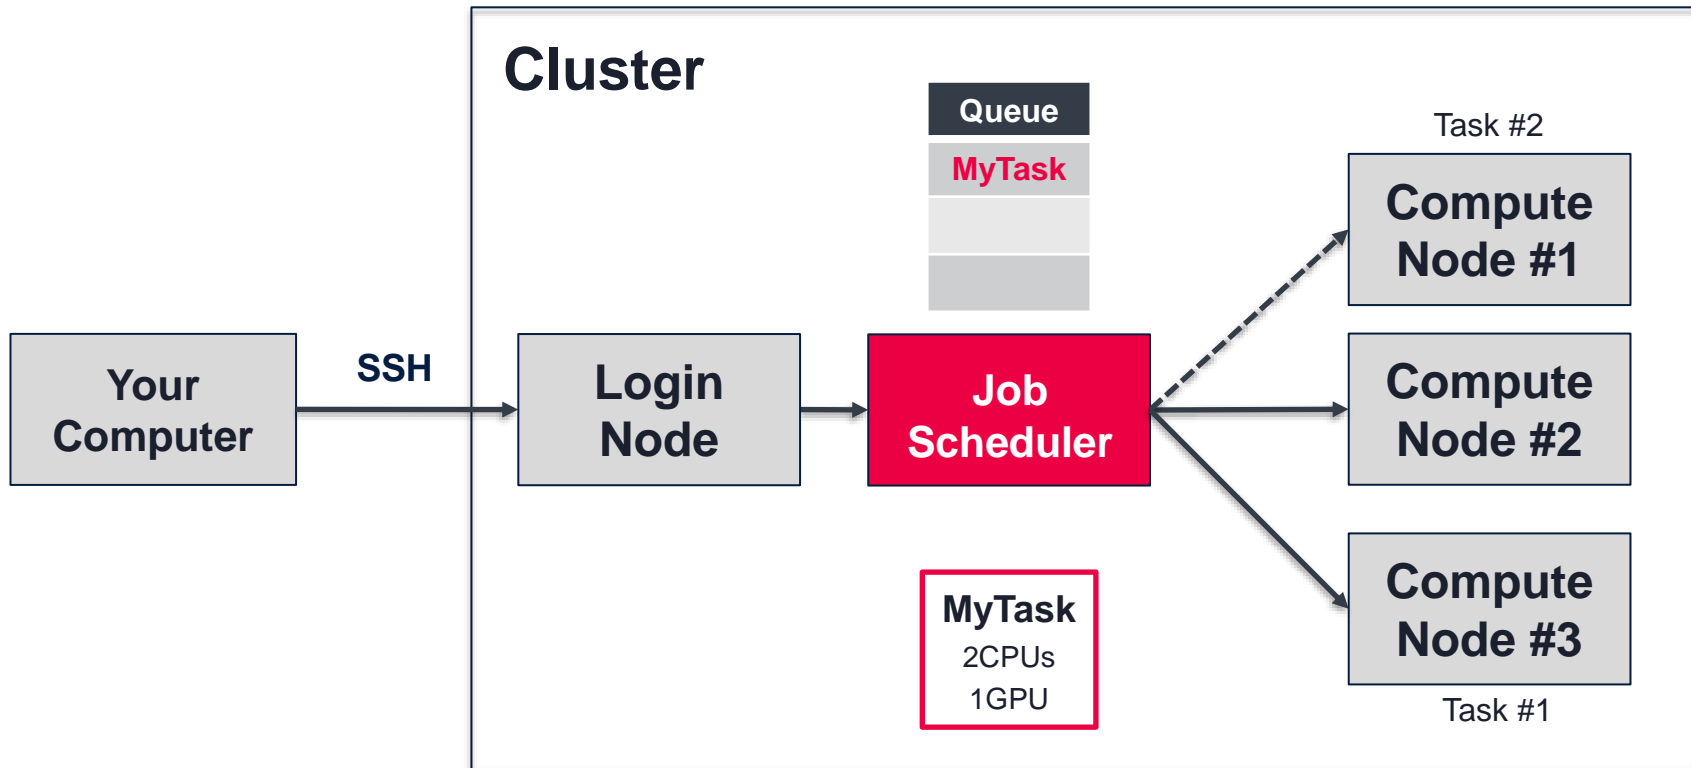 Cluster
Queue
MyTask
Task #2
Compute
Node #1
Your
Computer
SSH
Login
Node
Job
Scheduler
Compute
Node #2
MyTask
2CPUs
1GPU
Compute
Node #3
Task #1